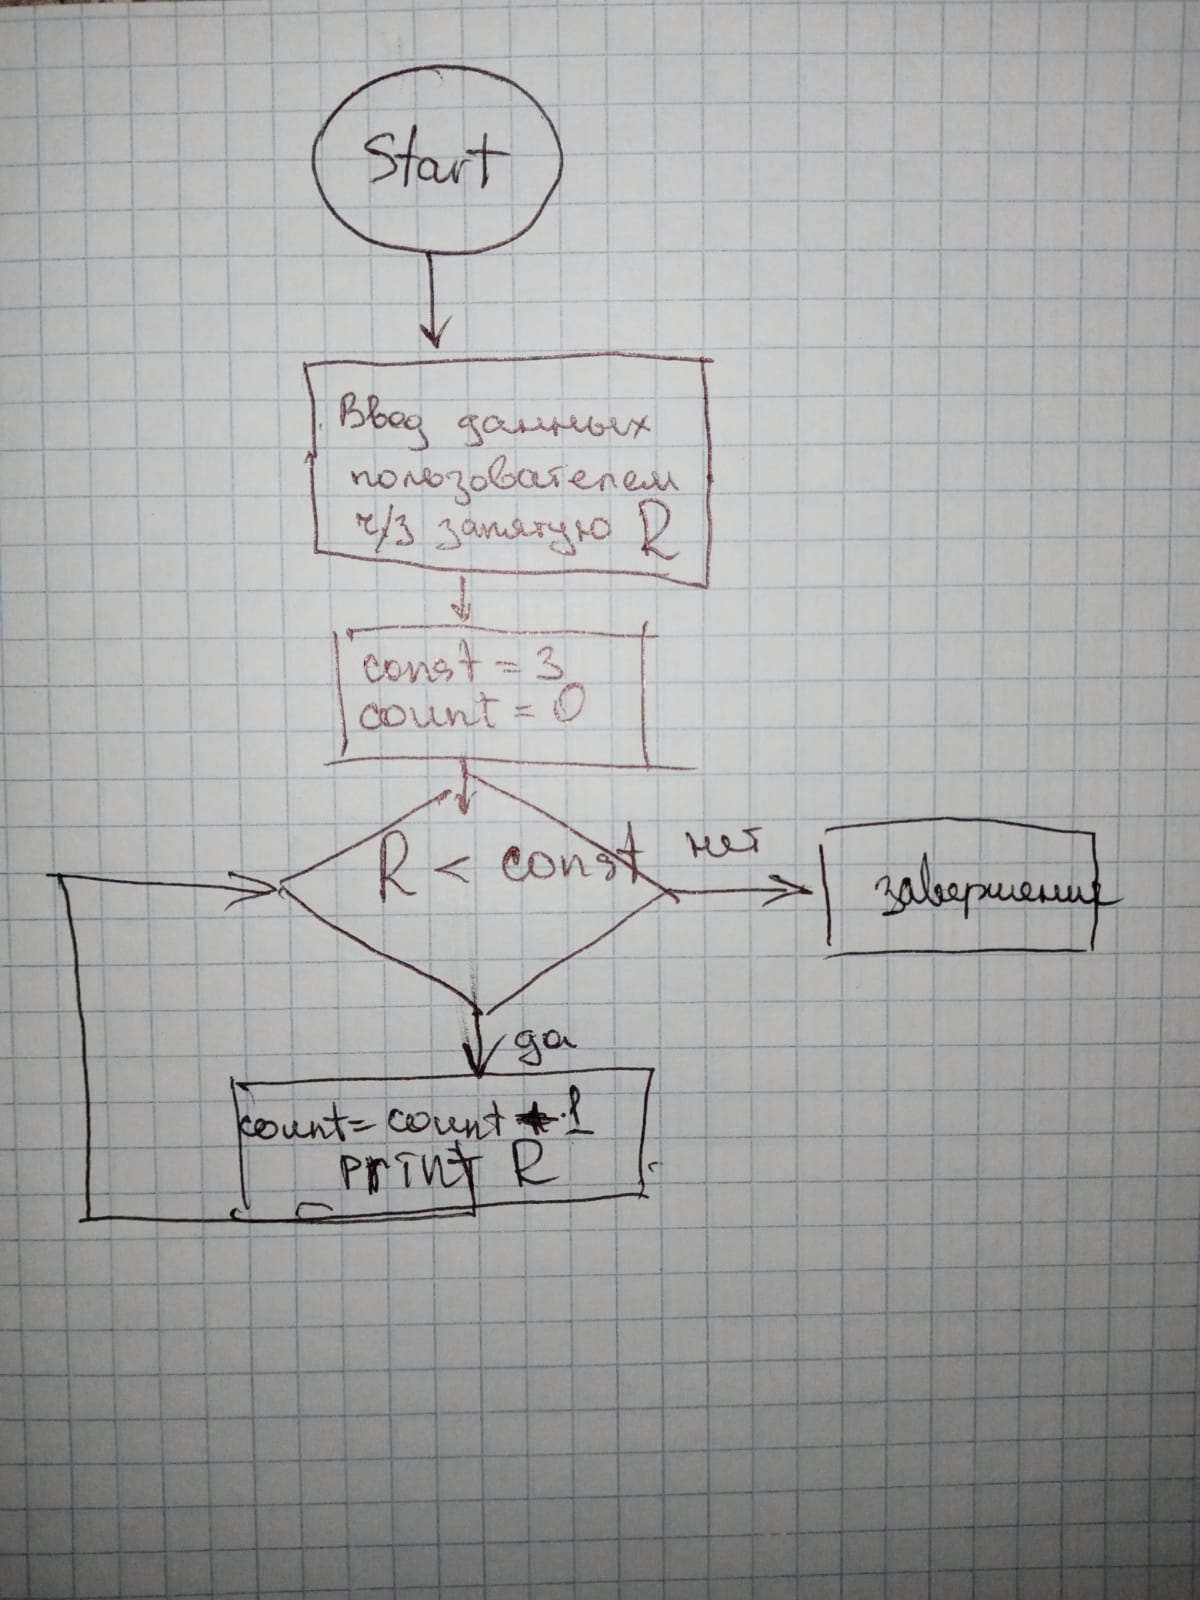 Start
Ввод данных
пользователем
ч/з запятую R
const = 3
count = 0
R < const
нет
завершение
да
count = count + 1
print R